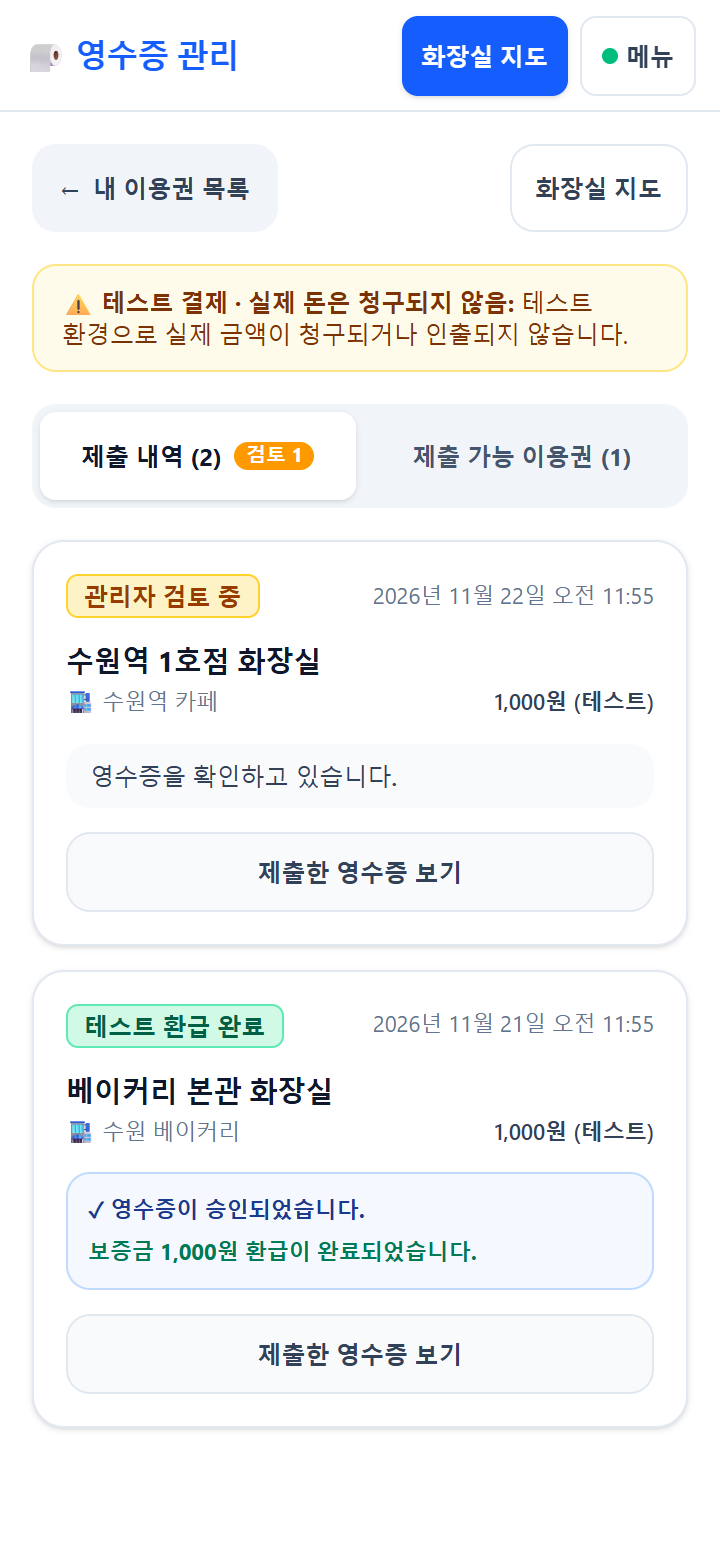 영수증 관리
화장실 지도
메뉴
← 내 이용권 목록
화장실 지도
⚠️ 테스트 결제 · 실제 돈은 청구되지 않음: 테스트
환경으로 실제 금액이 청구되거나 인출되지 않습니다.
제출 내역 (2) 검토 1
제출 가능 이용권 (1)
관리자 검토 중
2026년 11월 22일 오전 11:55
수원역 1호점 화장실
수원역 카페
1,000원 (테스트)
영수증을 확인하고 있습니다.
제출한 영수증 보기
테스트 환급 완료
2026년 11월 21일 오전 11:55
베이커리 본관 화장실
수원 베이커리
1,000원 (테스트)
✓ 영수증이 승인되었습니다.
보증금 1,000원 환급이 완료되었습니다.
제출한 영수증 보기